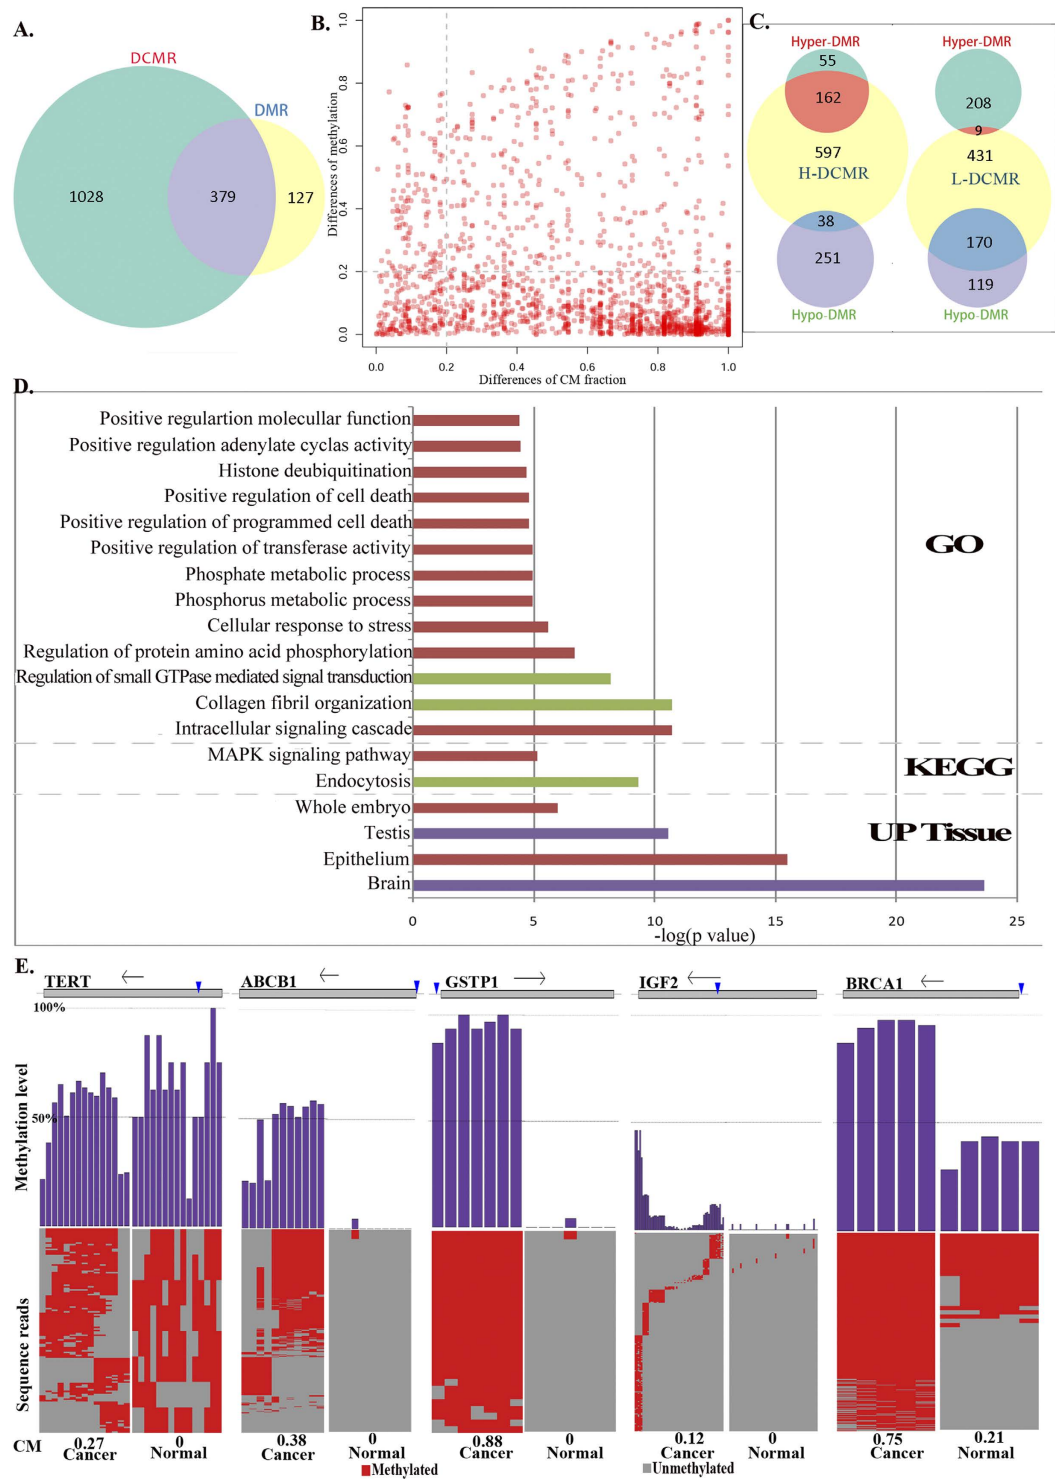 A.
DCMR
DMR
1028
379
127
B.
Differences of methylation
1.0
0.8
0.6
0.4
0.2
0.0
0.0
0.2
0.4
0.6
0.8
1.0
Differences of CM fraction
C.
Hyper-DMR
55
162
597
H-DCMR
38
251
Hypo-DMR
Hyper-DMR
208
9
431
L-DCMR
170
119
Hypo-DMR
D.
Positive regulartion molecullar function
Positive regulation adenylate cyclas activity
Histone deubiquitination
Positive regulation of cell death
Positive regulation of programmed cell death
Positive regulation of transferase activity
Phosphate metabolic process
Phosphorus metabolic process
Cellular response to stress
Regulation of protein amino acid phosphorylation
Regulation of small GTPase mediated signal transduction
Collagen fibril organization
Intracellular signaling cascade
MAPK signaling pathway
Endocytosis
Whole embryo
Testis
Epithelium
Brain
GO
KEGG
UP Tissue
0
5
10
15
20
25
-log(p value)
E.
TERT
ABCB1
GSTP1
IGF2
BRCA1
100%
50%
Methylation level
Sequence reads
CM
0.27
0
0.38
0
0.88
0
0.12
0
0.75
0.21
Cancer
Normal
Cancer
Normal
Cancer
Normal
Cancer
Normal
Cancer
Normal
Methylated
Unmethylated